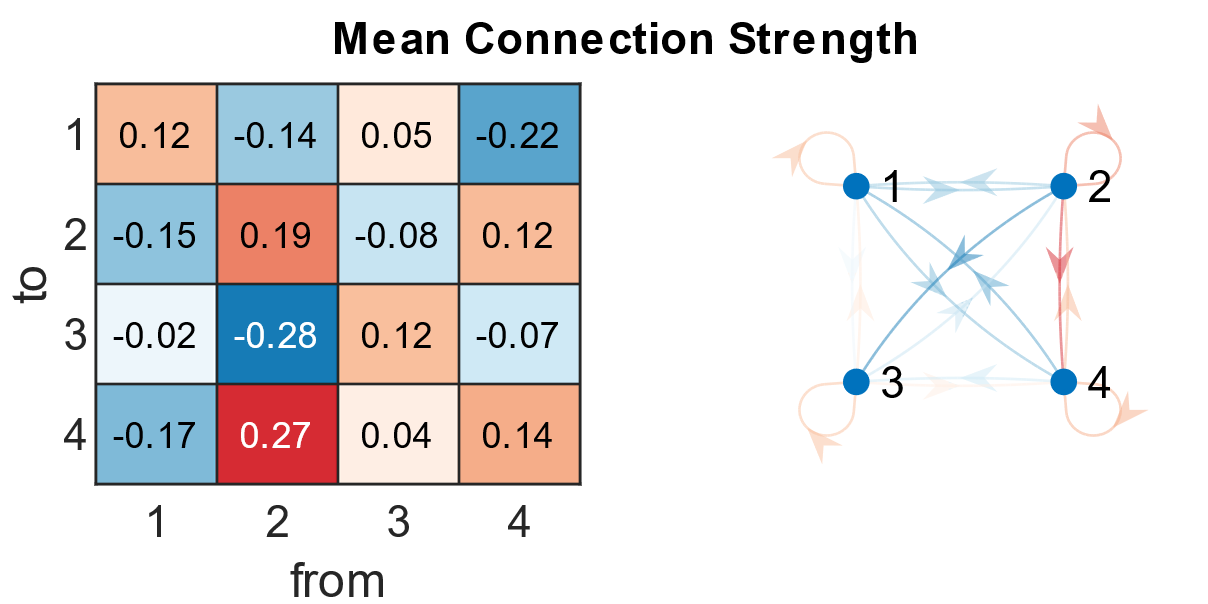 Mean Connection Strength
1 0.12 -0.14 0.05 -0.22
2 -0.15 0.19 -0.08 0.12
3 -0.02 -0.28 0.12 -0.07
4 -0.17 0.27 0.04 0.14
to
1 2 3 4
from
1 2
3 4